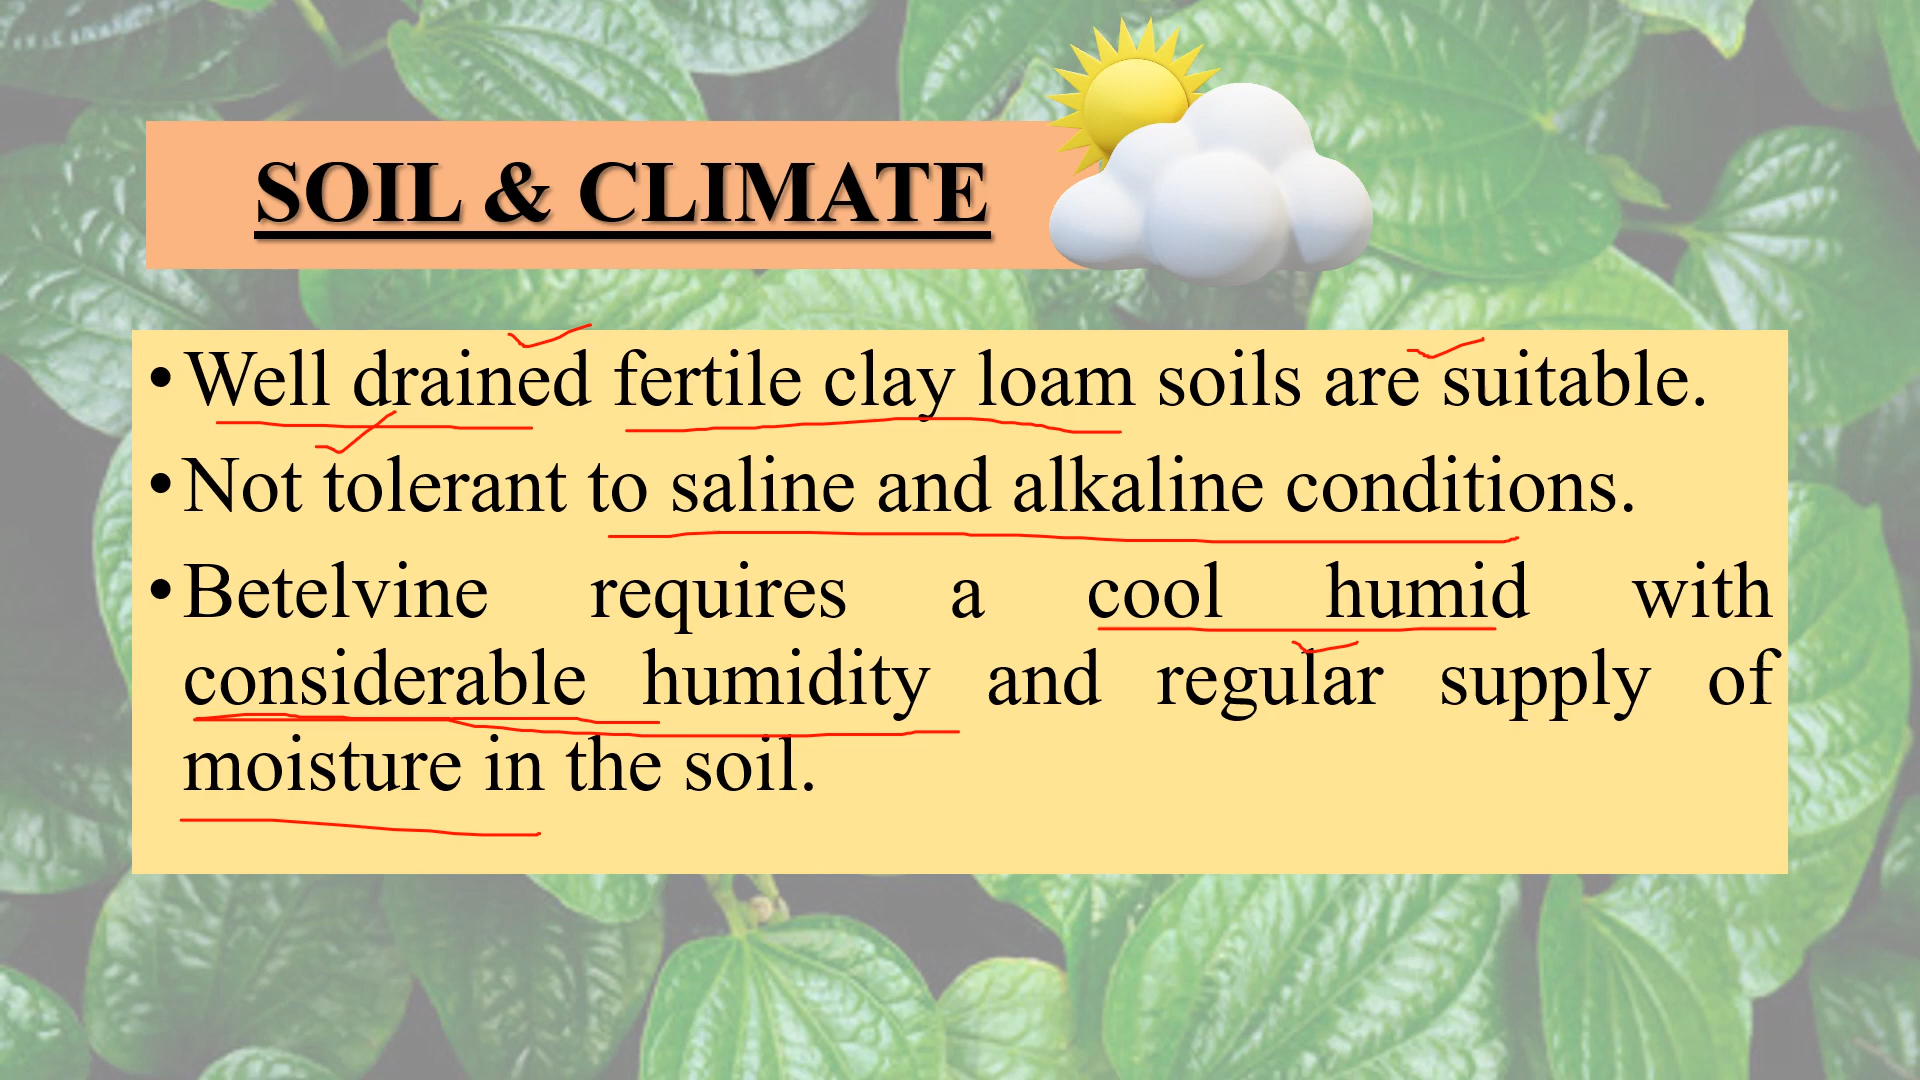 SOIL & CLIMATE
• Well drained fertile clay loam soils are suitable.
• Not tolerant to saline and alkaline conditions.
• Betelvine requires a cool humid with
considerable humidity and regular supply of
moisture in the soil.